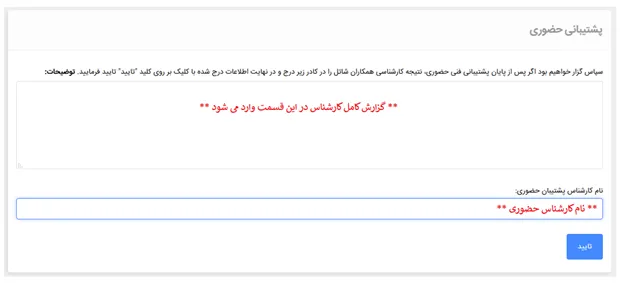 پشتیبانی حضوری
سپاس گزار خواهیم بود اگر پس از پایان پشتیبانی فنی حضوری، نتیجه کارشناسی همکاران شاتل را در کادر زیر درج و در نهایت اطلاعات درج شده با کلیک بر روی کلید "تایید" تایید فرمایید. توضیحات:
** گزارش کامل کارشناس در این قسمت وارد می شود **
نام کارشناس پشتیبان حضوری:
** نام کارشناس حضوری **
تایید